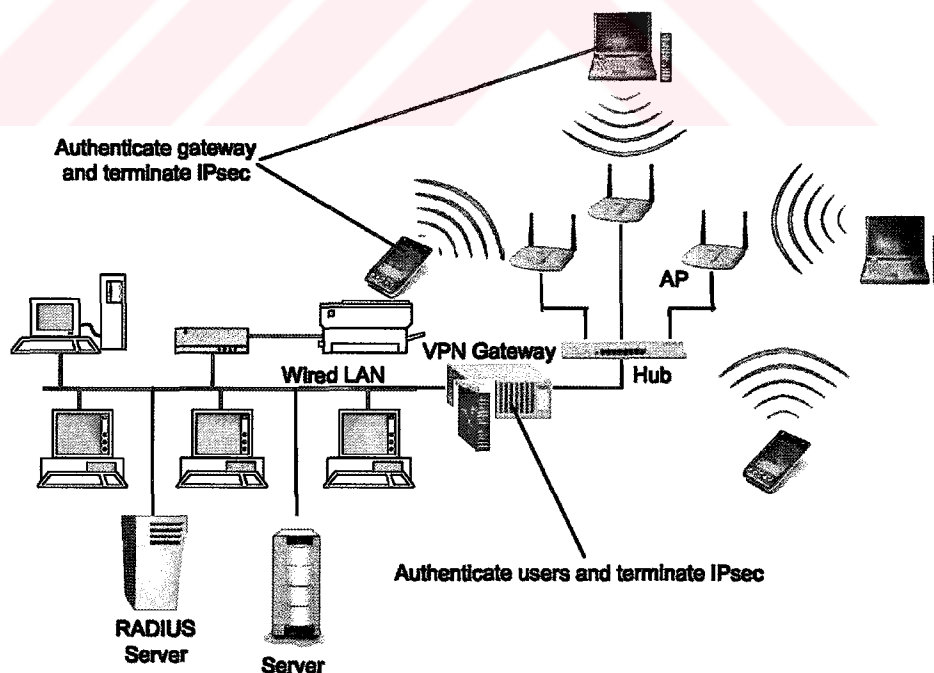 Authenticate gateway
and terminate IPsec
AP
VPN Gateway
Wired LAN
Hub
Authenticate users and terminate IPsec
RADIUS
Server
Server